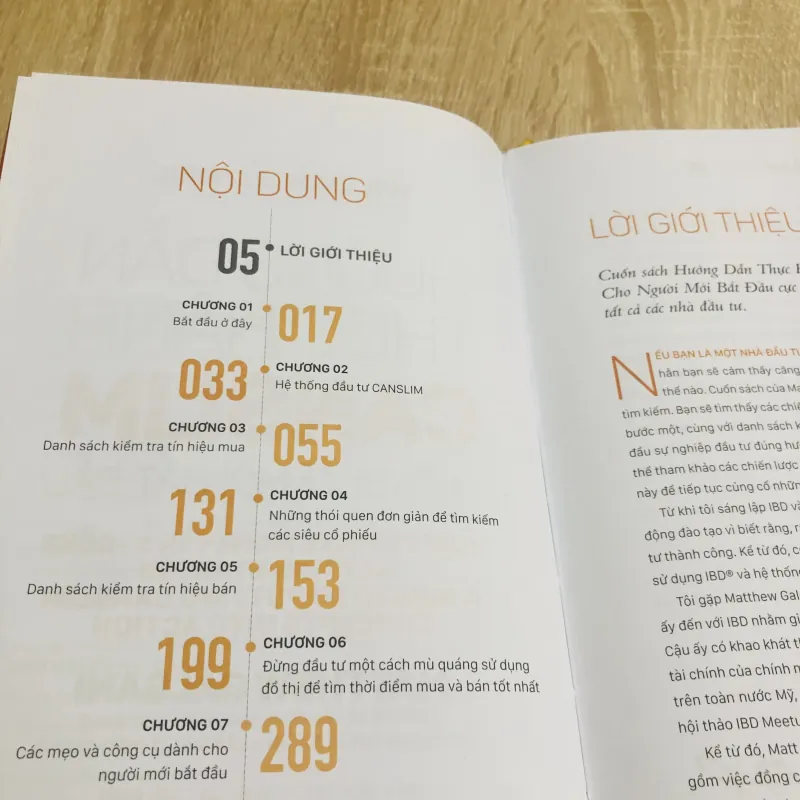 NỘI DUNG
05 LỜI GIỚI THIỆU
CHƯƠNG 01
Bắt đầu ở đây
017
033
CHƯƠNG 02
Hệ thống đầu tư CANSLIM
CHƯƠNG 03
Danh sách kiểm tra tín hiệu mua
055
131
CHƯƠNG 04
Những thói quen đơn giản để tìm kiếm
các siêu cổ phiếu
CHƯƠNG 05
Danh sách kiểm tra tín hiệu bán
153
199
CHƯƠNG 06
Đừng đầu tư một cách mù quáng sử dụng
đồ thị để tìm thời điểm mua và bán tốt nhất
CHƯƠNG 07
Các mẹo và công cụ dành cho
người mới bắt đầu
289
LỜI GIỚI THIỆU
Cuốn sách Hướng Dẫn Thực
Cho Người Mới Bắt Đầu cực
tất cả các nhà đầu tư.
NẾU BẠN LÀ MỘT NHÀ ĐẦU
hân bạn sẽ cảm thấy căng
thế nào. Cuốn sách của
tìm kiếm. Bạn sẽ tìm thấy các
bước một, cùng với danh sách
đầu sự nghiệp đầu tư đúng
thể tham khảo các chiến lược
này để tiếp tục củng cố
Từ khi tôi sáng lập IBD
động đào tạo vì biết rằng,
tư thành công. Kể từ đó,
sử dụng IBD® và hệ thống
Tôi gặp Matthew
ấy đến với IBD nhằm
Cậu ấy có khao khát
tài chính của chính
trên toàn nước Mỹ,
hội thảo IBD
Kể từ đó, Matt
gồm việc đồng